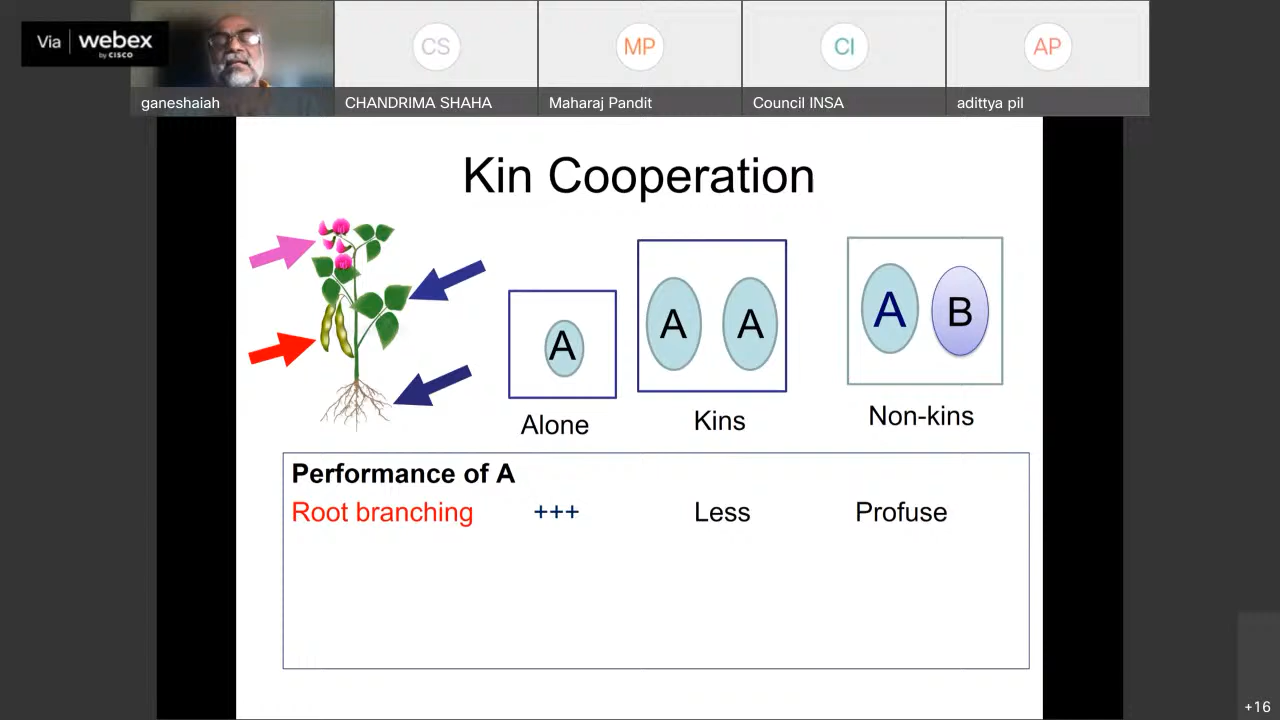 Via webex
by CISCO
CS
MP
CI
AP
ganeshaiah
CHANDRIMA SHAHA
Maharaj Pandit
Council INSA
adittya pil
Kin Cooperation
A
A A
A B
Alone
Kins
Non-kins
Performance of A
Root branching +++ Less Profuse
+16